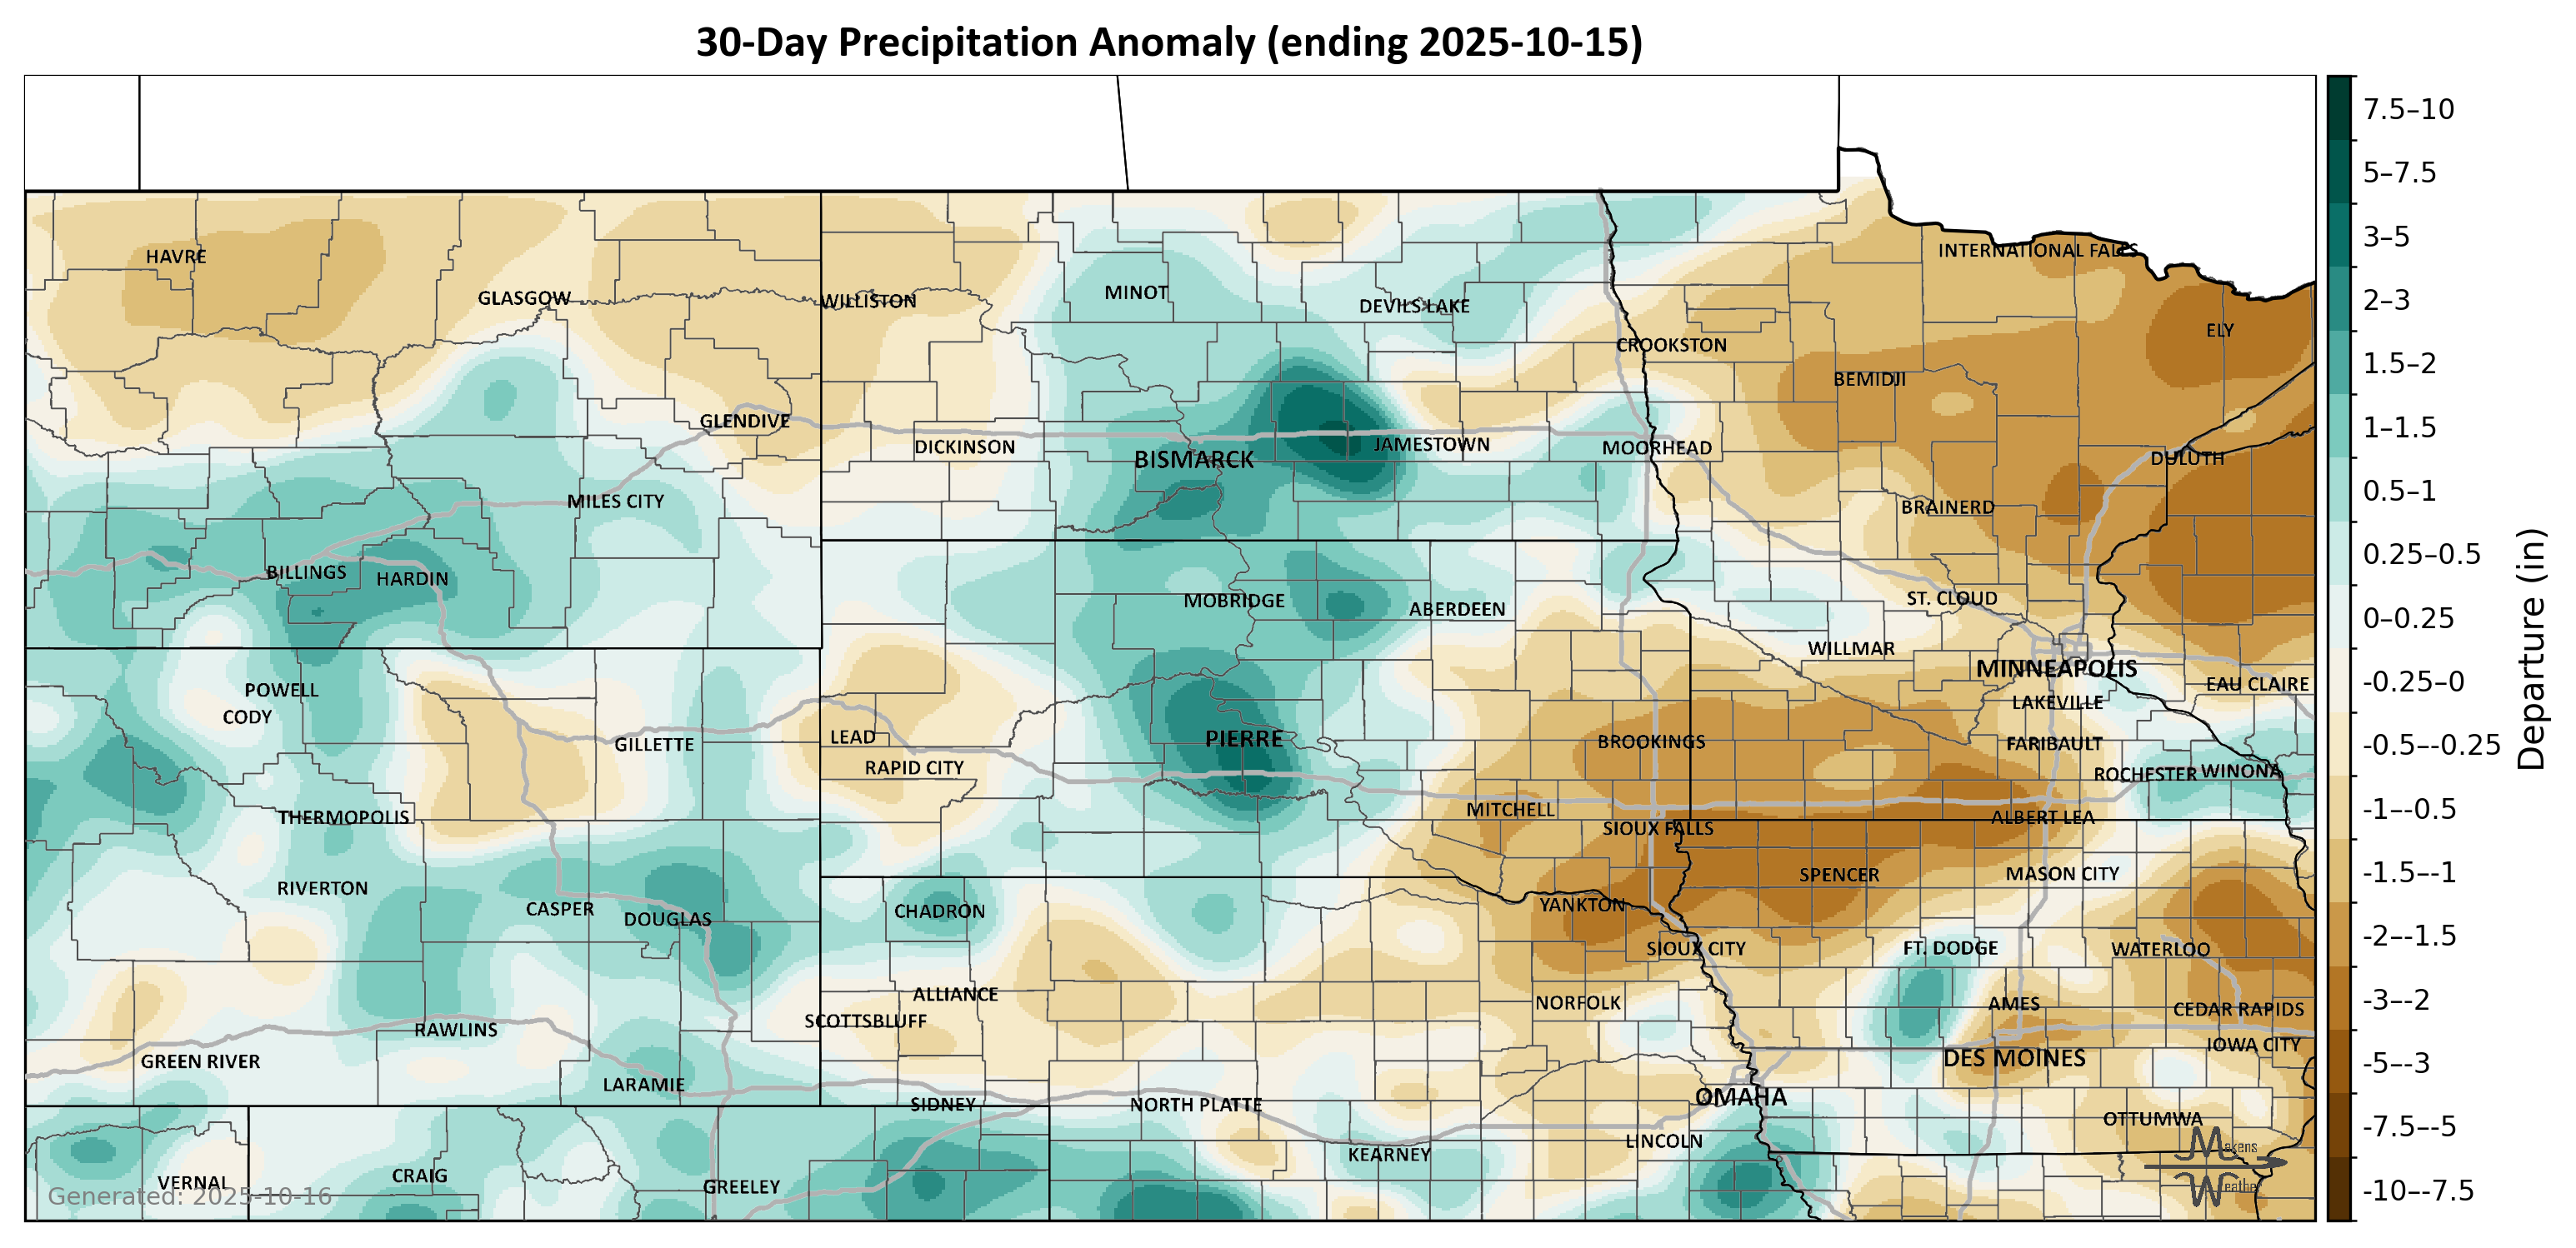 30-Day Precipitation Anomaly (ending 2025-10-15)
7.5–10
5–7.5
3–5
2–3
1.5–2
1–1.5
0.5–1
0.25–0.5
0–0.25
-0.25–0
-0.5–-0.25
-1–-0.5
-1.5–-1
-2–-1.5
-3–-2
-5–-3
-7.5–-5
-10–-7.5
Departure (in)
HAVRE
GLASGOW
WILLISTON
MINOT
DEVILS LAKE
INTERNATIONAL FALLS
CROOKSTON
ELY
BEMIDJI
GLENDIVE
DICKINSON
BISMARCK
JAMESTOWN
MOORHEAD
DULUTH
MILES CITY
BRAINERD
BILLINGS
HARDIN
MOBRIDGE
ABERDEEN
ST. CLOUD
WILLMAR
MINNEAPOLIS
EAU CLAIRE
POWELL
CODY
LAKEVILLE
GILLETTE
LEAD
PIERRE
BROOKINGS
FARIBAULT
RAPID CITY
ROCHESTER
WINONA
THERMOPOLIS
MITCHELL
SIOUX FALLS
ALBERT LEA
RIVERTON
SPENCER
MASON CITY
CASPER
DOUGLAS
CHADRON
YANKTON
SIOUX CITY
FT. DODGE
WATERLOO
ALLIANCE
NORFOLK
AMES
CEDAR RAPIDS
SCOTTSBLUFF
RAWLINS
IOWA CITY
GREEN RIVER
DES MOINES
LARAMIE
OMAHA
SIDNEY
NORTH PLATTE
OTTUMWA
LINCOLN
KEARNEY
VERNAL
CRAIG
GREELEY
Generated: 2025-10-16
Makens
Weather